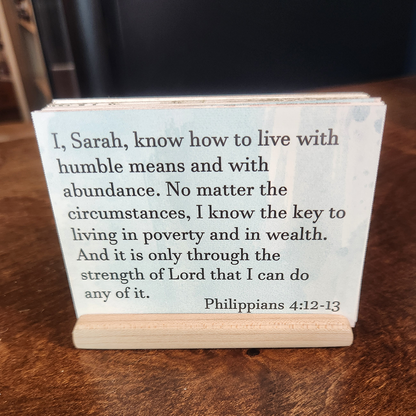 I, Sarah, know how to live with
humble means and with
abundance. No matter the
circumstances, I know the key to
living in poverty and in wealth.
And it is only through the
strength of Lord that I can do
any of it.
Philippians 4:12-13